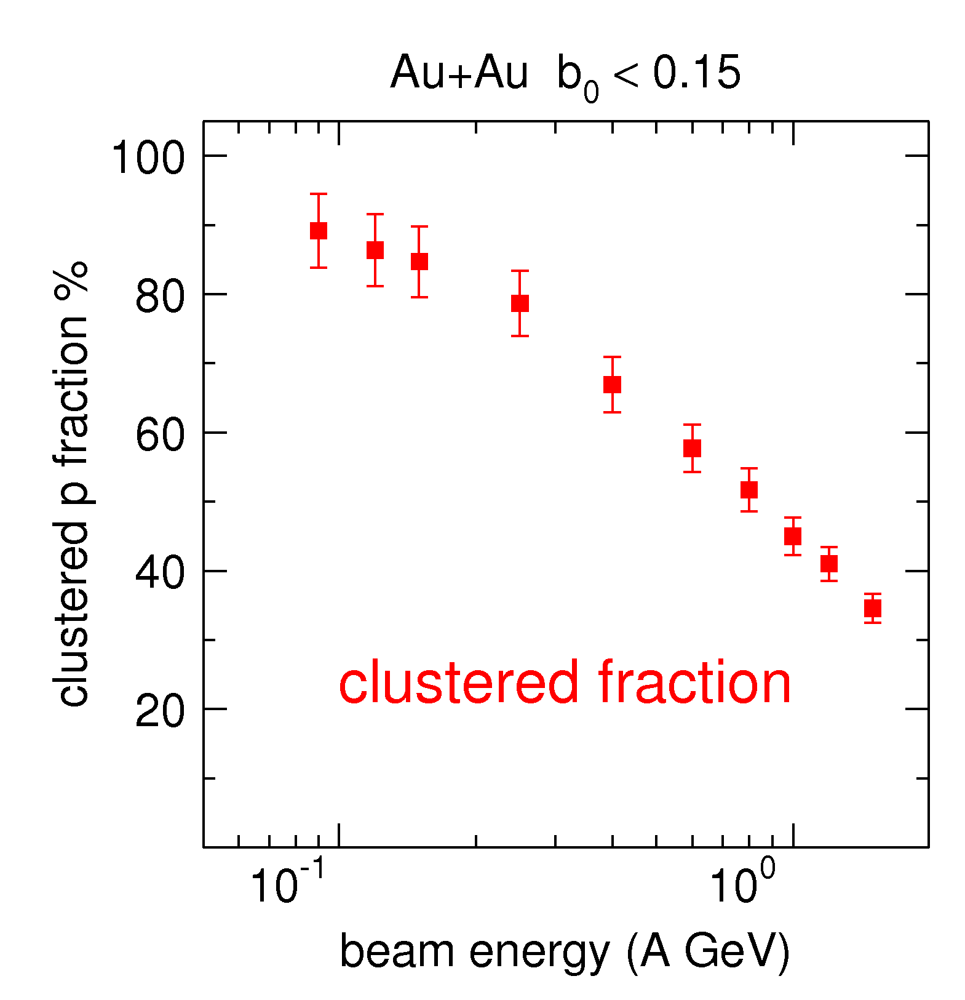 Au+Au b0 < 0.15
100
80
60
40
20
clustered p fraction %
clustered fraction
10-1
100
beam energy (A GeV)